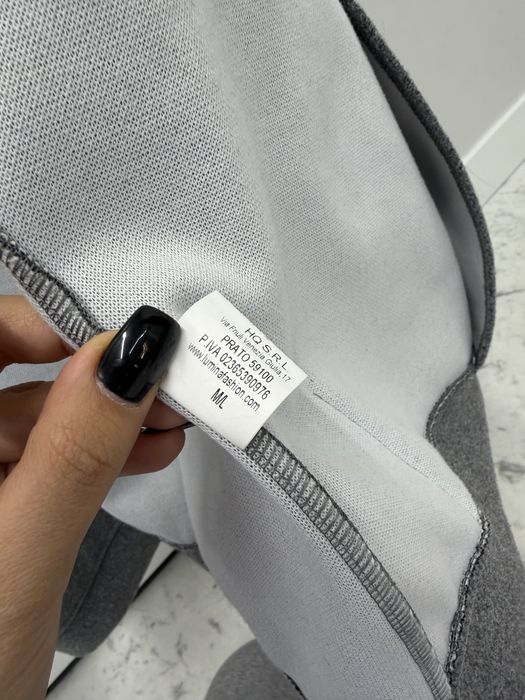 HQ S R L
Via Friuli Venezia Giulia 17
PRATO 59100
P.IVA 02365390976
www.luminafashion.com
M/L